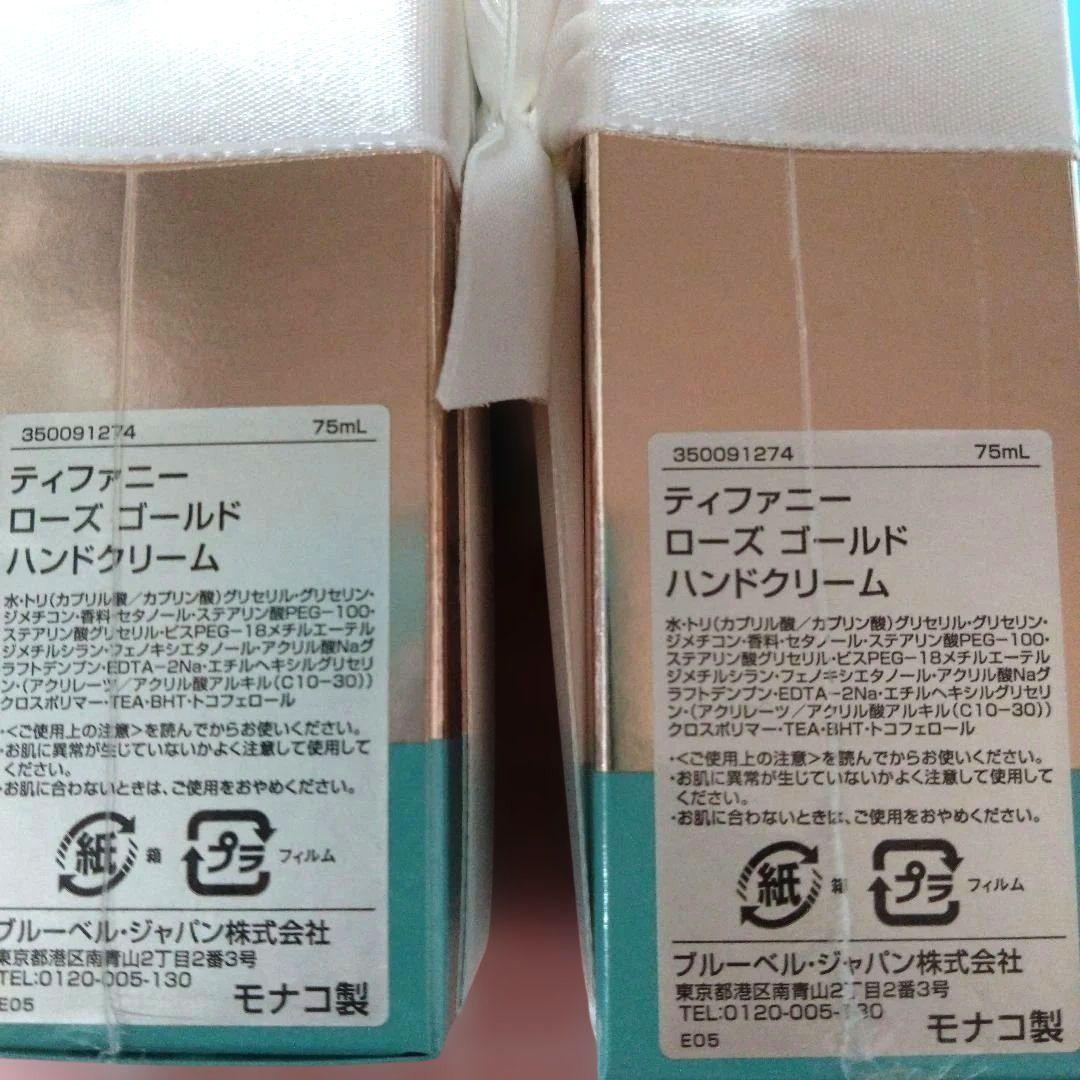 350091274 75mL
ティファニー
ローズ ゴールド
ハンドクリーム
水・トリ(カプリル酸/カプリン酸)グリセリル・グリセリン・
ジメチコン・香料・セタノール・ステアリン酸PEG-100・
ステアリン酸グリセリル・ビスPEG-18メチルエーテル
ジメチルシラン・フェノキシエタノール・アクリル酸Naグ
ラフトデンプン・EDTA-2Na・エチルヘキシルグリセリ
ン・(アクリレーツ/アクリル酸アルキル(C10-30))
クロスポリマー・TEA・BHT・トコフェロール
・<ご使用上の注意>を読んでからお使いください。
・お肌に異常が生じていないかよく注意して使用して
ください。
・お肌に合わないときは、ご使用をおやめください。
紙 箱 プラ フィルム
ブルーベル・ジャパン株式会社
東京都港区南青山2丁目2番3号
TEL:0120-005-130
E05 モナコ製
350091274 75mL
ティファニー
ローズ ゴールド
ハンドクリーム
水・トリ(カプリル酸/カプリン酸)グリセリル・グリセリン・
ジメチコン・香料・セタノール・ステアリン酸PEG-100・
ステアリン酸グリセリル・ビスPEG-18メチルエーテル
ジメチルシラン・フェノキシエタノール・アクリル酸Naグ
ラフトデンプン・EDTA-2Na・エチルヘキシルグリセリ
ン・(アクリレーツ/アクリル酸アルキル(C10-30))
クロスポリマー・TEA・BHT・トコフェロール
・<ご使用上の注意>を読んでからお使いください。
・お肌に異常が生じていないかよく注意して使用して
ください。
・お肌に合わないときは、ご使用をおやめください。
紙 箱 プラ フィルム
ブルーベル・ジャパン株式会社
東京都港区南青山2丁目2番3号
TEL:0120-005-130
E05 モナコ製